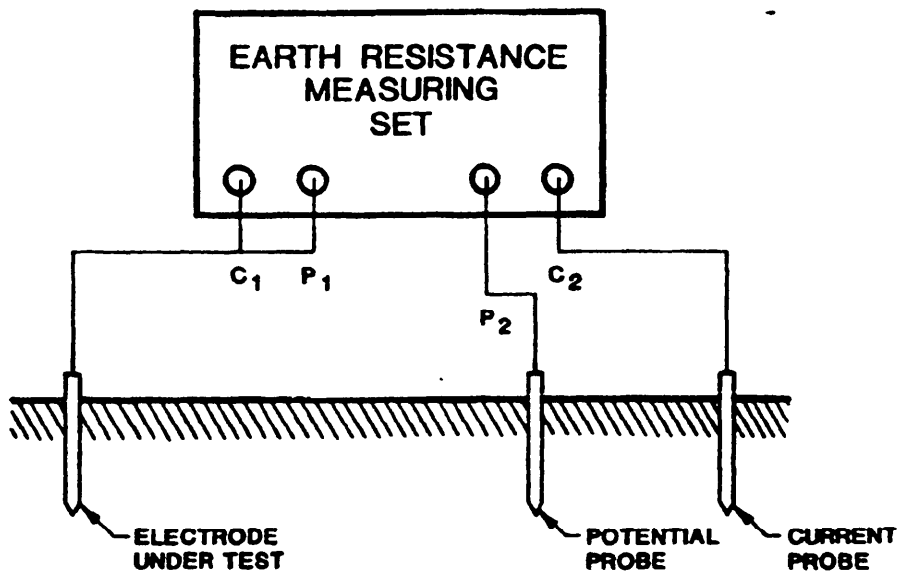 EARTH RESISTANCE
MEASURING
SET
C1 P1
C2
P2
ELECTRODE
UNDER TEST
POTENTIAL
PROBE
CURRENT
PROBE